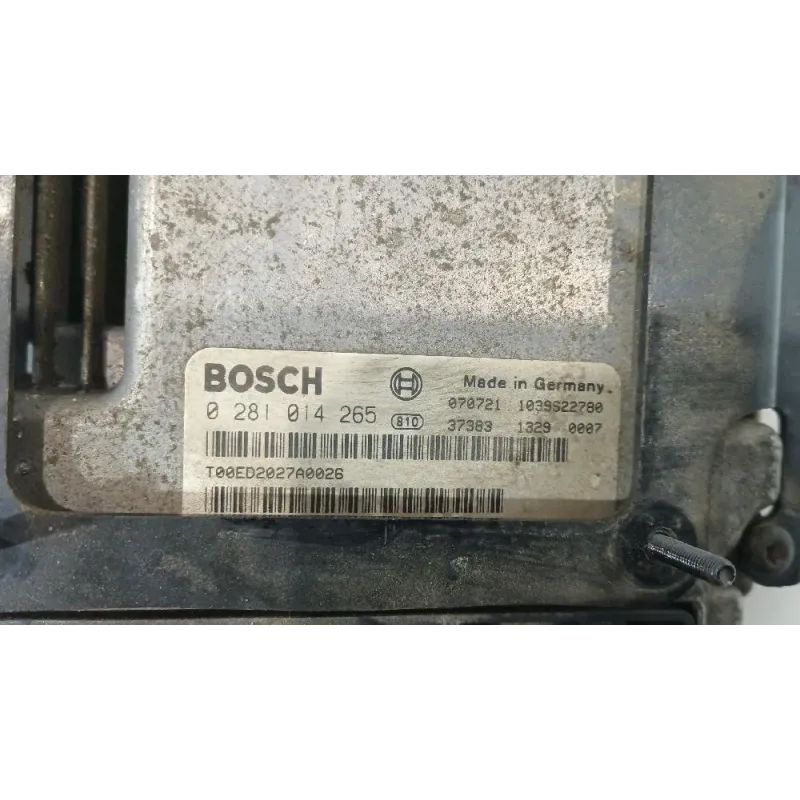 BOSCH Made in Germany
0 281 014 265 810 070721 1039S22780
37383 1329 0007
T00ED2027A0026